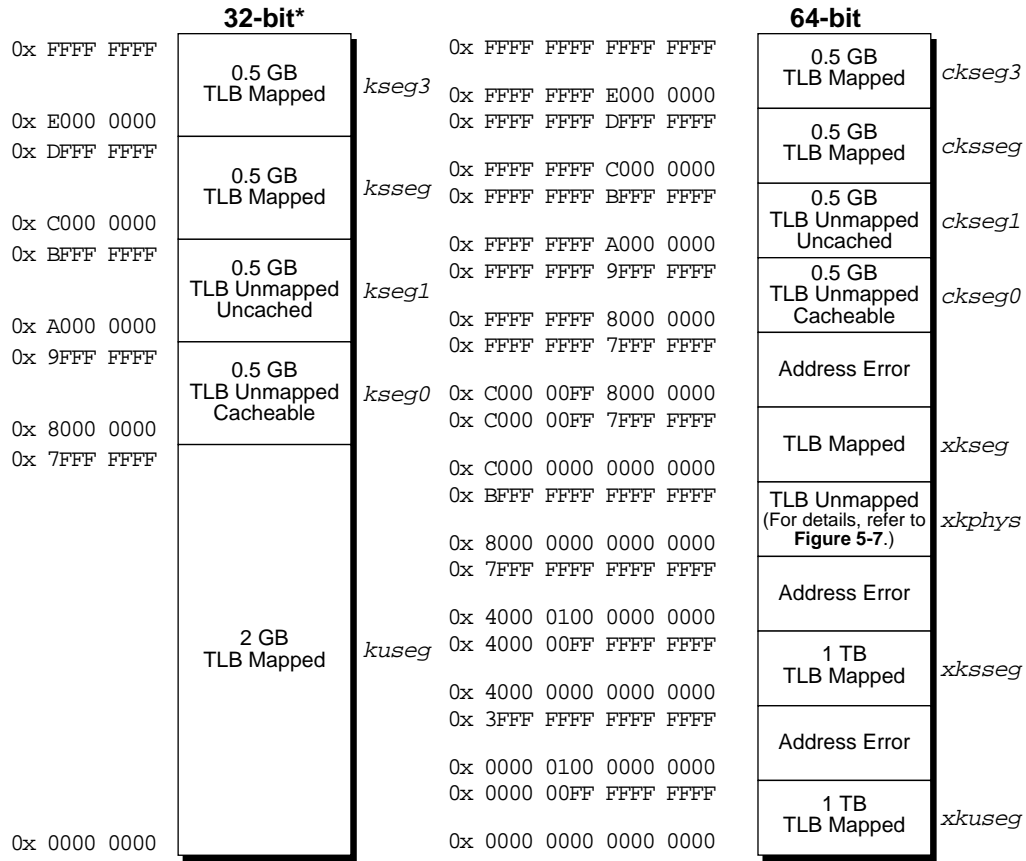 32-bit*
0x FFFF FFFF
0.5 GB
TLB Mapped
kseg3
0x E000 0000
0x DFFF FFFF
0.5 GB
TLB Mapped
ksseg
0x C000 0000
0x BFFF FFFF
0.5 GB
TLB Unmapped
Uncached
kseg1
0x A000 0000
0x 9FFF FFFF
0.5 GB
TLB Unmapped
Cacheable
kseg0
0x 8000 0000
0x 7FFF FFFF
2 GB
TLB Mapped
kuseg
0x 0000 0000
64-bit
0x FFFF FFFF FFFF FFFF
0.5 GB
TLB Mapped
ckseg3
0x FFFF FFFF E000 0000
0x FFFF FFFF DFFF FFFF
0.5 GB
TLB Mapped
cksseg
0x FFFF FFFF C000 0000
0x FFFF FFFF BFFF FFFF
0.5 GB
TLB Unmapped
Uncached
ckseg1
0x FFFF FFFF A000 0000
0x FFFF FFFF 9FFF FFFF
0.5 GB
TLB Unmapped
Cacheable
ckseg0
0x FFFF FFFF 8000 0000
0x FFFF FFFF 7FFF FFFF
Address Error
0x C000 00FF 8000 0000
0x C000 00FF 7FFF FFFF
TLB Mapped
xkseg
0x C000 0000 0000 0000
0x BFFF FFFF FFFF FFFF
TLB Unmapped
(For details, refer to
Figure 5-7.)
xkphys
0x 8000 0000 0000 0000
0x 7FFF FFFF FFFF FFFF
Address Error
0x 4000 0100 0000 0000
0x 4000 00FF FFFF FFFF
1 TB
TLB Mapped
xksseg
0x 4000 0000 0000 0000
0x 3FFF FFFF FFFF FFFF
Address Error
0x 0000 0100 0000 0000
0x 0000 00FF FFFF FFFF
1 TB
TLB Mapped
xkuseg
0x 0000 0000 0000 0000